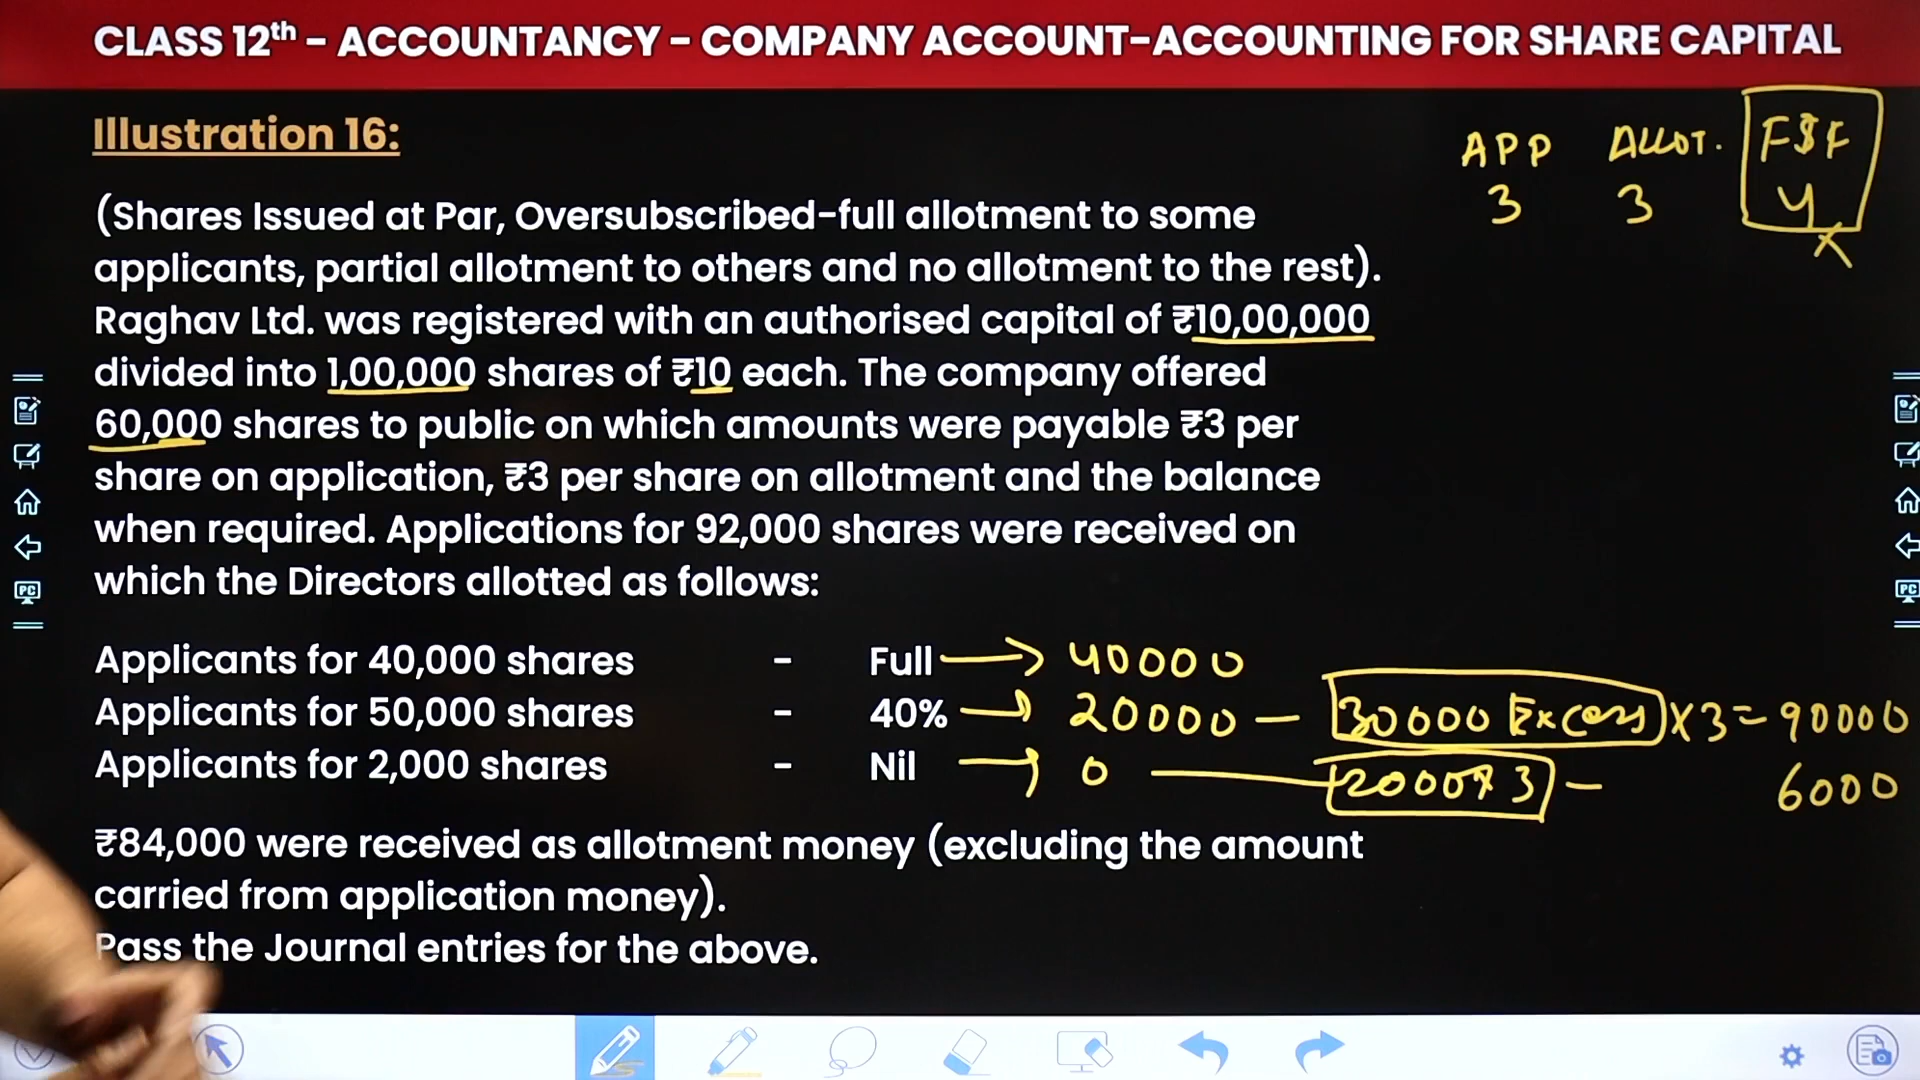 CLASS 12th - ACCOUNTANCY - COMPANY ACCOUNT-ACCOUNTING FOR SHARE CAPITAL
Illustration 16:
APP ALLOT. F&F
3 3 4
(Shares Issued at Par, Oversubscribed-full allotment to some
applicants, partial allotment to others and no allotment to the rest).
Raghav Ltd. was registered with an authorised capital of ₹10,00,000
divided into 1,00,000 shares of ₹10 each. The company offered
60,000 shares to public on which amounts were payable ₹3 per
share on application, ₹3 per share on allotment and the balance
when required. Applications for 92,000 shares were received on
which the Directors allotted as follows:
Applicants for 40,000 shares - Full → 40000
Applicants for 50,000 shares - 40% → 20000 - 30000 Excess × 3 = 90000
Applicants for 2,000 shares - Nil → 0 — 2000 × 3 - 6000
₹84,000 were received as allotment money (excluding the amount
carried from application money).
Pass the Journal entries for the above.
PC
PC